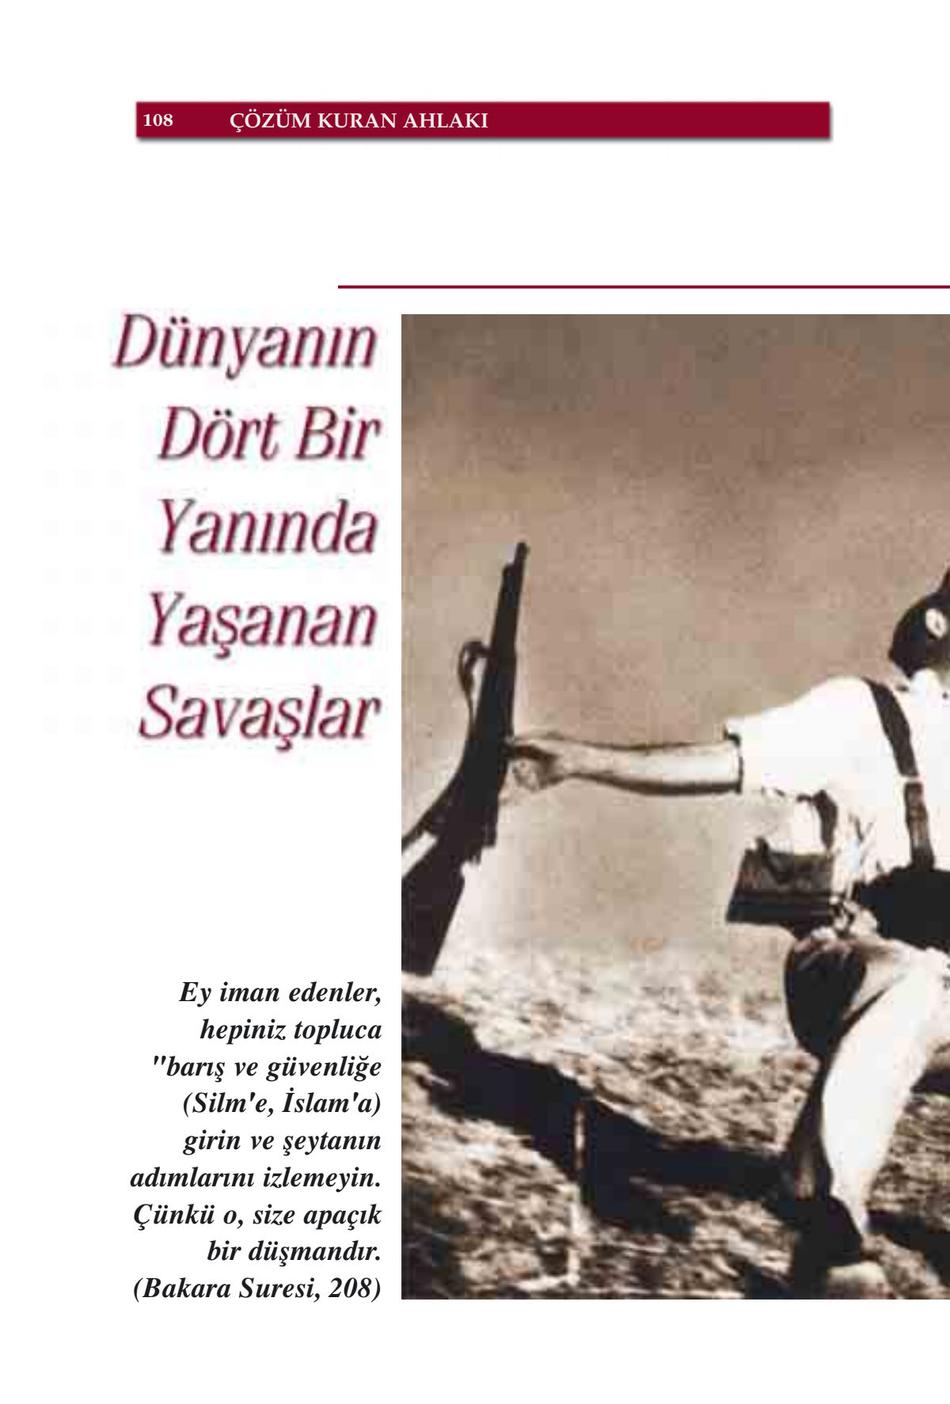 108 ÇÖZÜM KURAN AHLAKI
Dünyanın
Dört Bir
Yanında
Yaşanan
Savaşlar
Ey iman edenler,
hepiniz topluca
"barış ve güvenliğe
(Silm'e, İslam'a)
girin ve şeytanın
adımlarını izlemeyin.
Çünkü o, size apaçık
bir düşmandır.
(Bakara Suresi, 208)